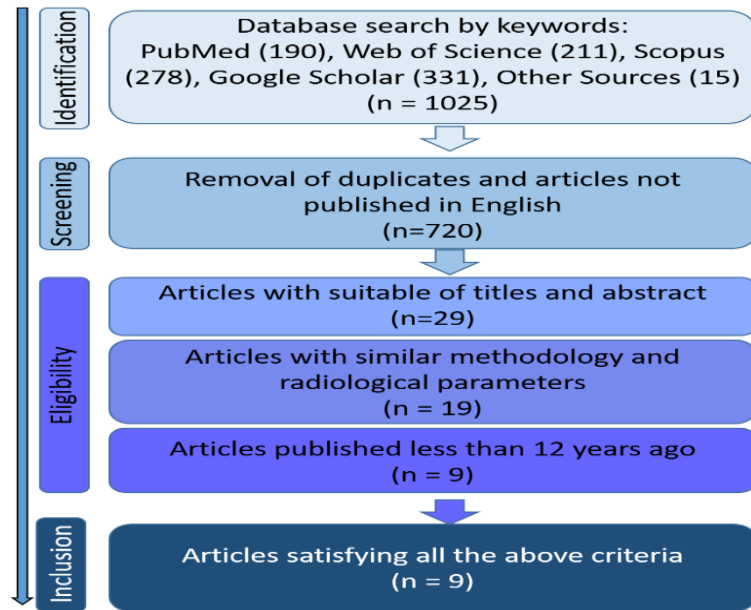 Identification
Database search by keywords:
PubMed (190), Web of Science (211), Scopus
(278), Google Scholar (331), Other Sources (15)
(n = 1025)
Screening
Removal of duplicates and articles not
published in English
(n=720)
Eligibility
Articles with suitable of titles and abstract
(n=29)
Articles with similar methodology and
radiological parameters
(n = 19)
Articles published less than 12 years ago
(n = 9)
Inclusion
Articles satisfying all the above criteria
(n = 9)